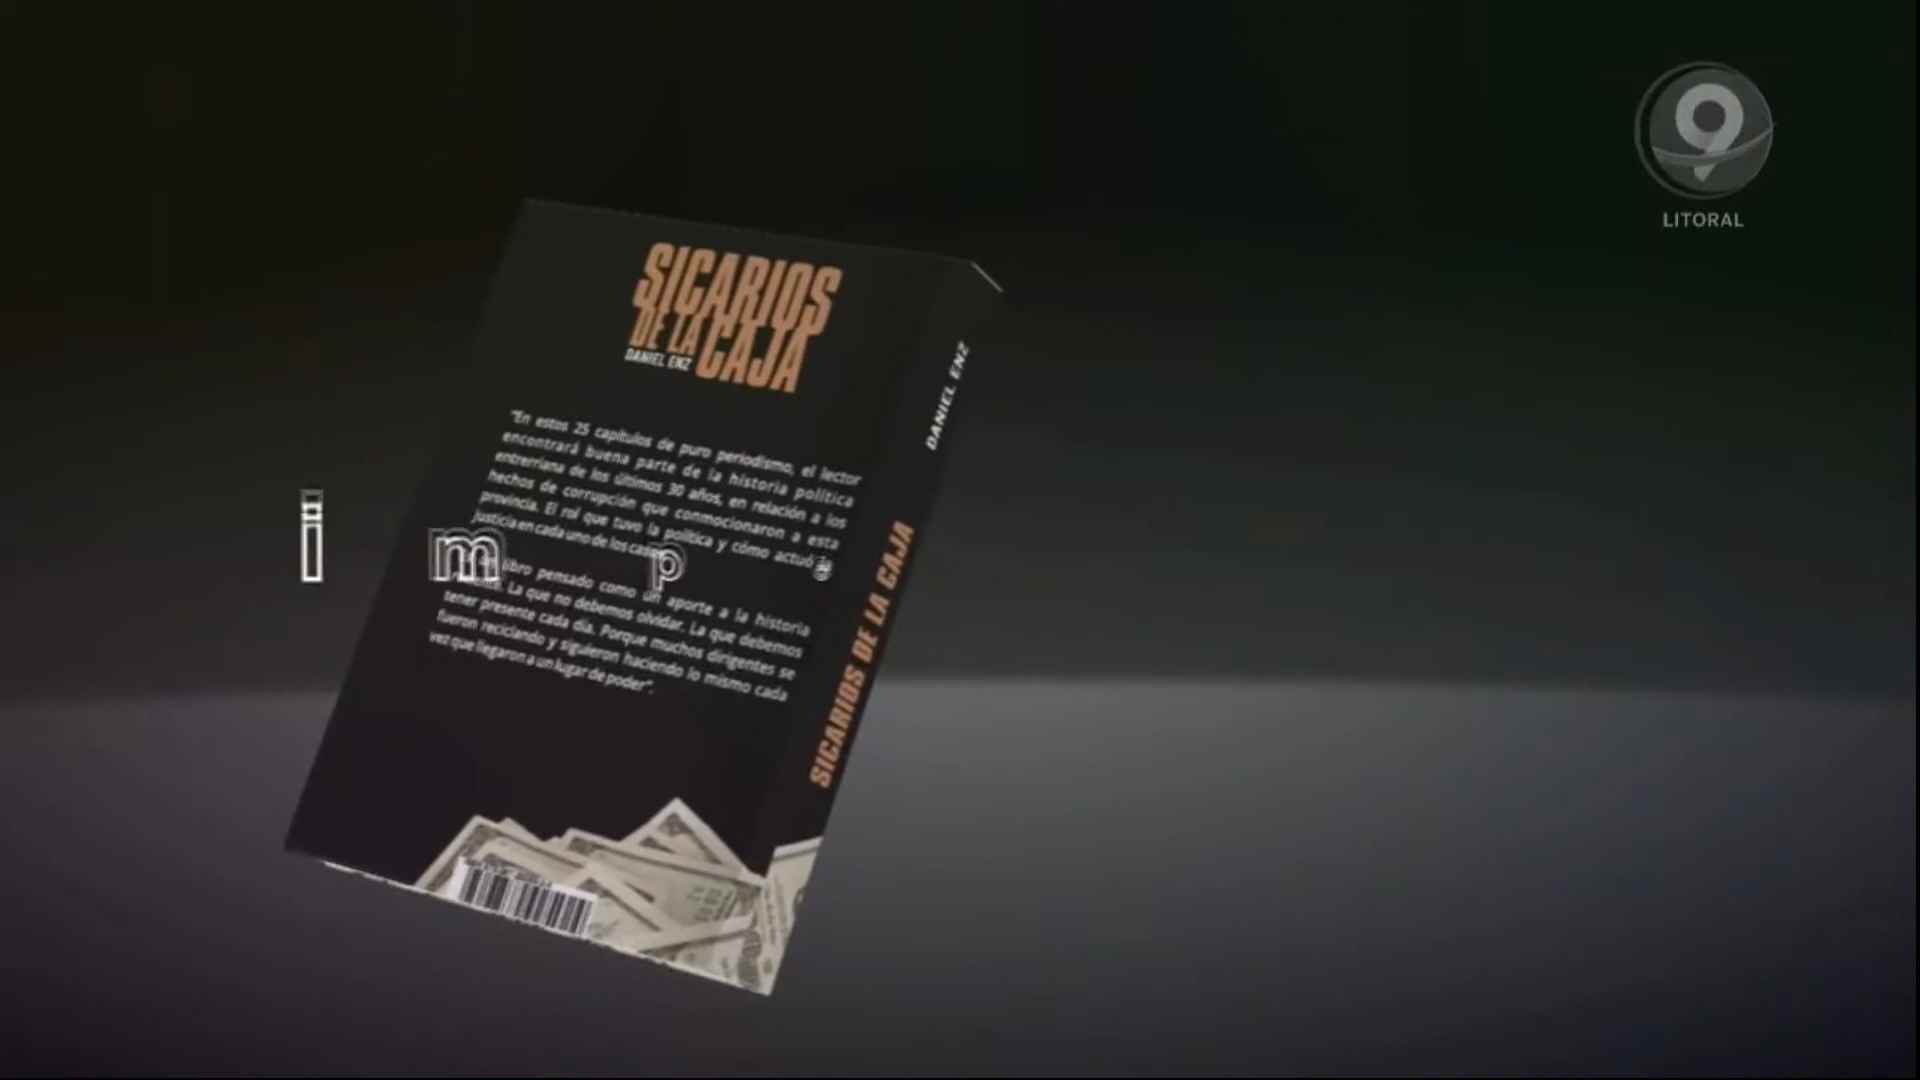 9
LITORAL
SICARIOS
DE LA CAJA
DANIEL ENZ
"En estos 25 capítulos de puro periodismo, el lector
encontrará buena parte de la historia política
entrerriana de los últimos 30 años, en relación a los
hechos de corrupción que conmocionaron a esta
provincia. El rol que tuvo la política y cómo actuó la
justicia en cada uno de los casos.
libro pensado como un aporte a la historia
La que no debemos olvidar. La que debemos
tener presente cada día. Porque muchos dirigentes se
fueron reciclando y siguieron haciendo lo mismo cada
vez que llegaron a un lugar de poder".
DANIEL ENZ
SICARIOS DE LA CAJA
i m p e